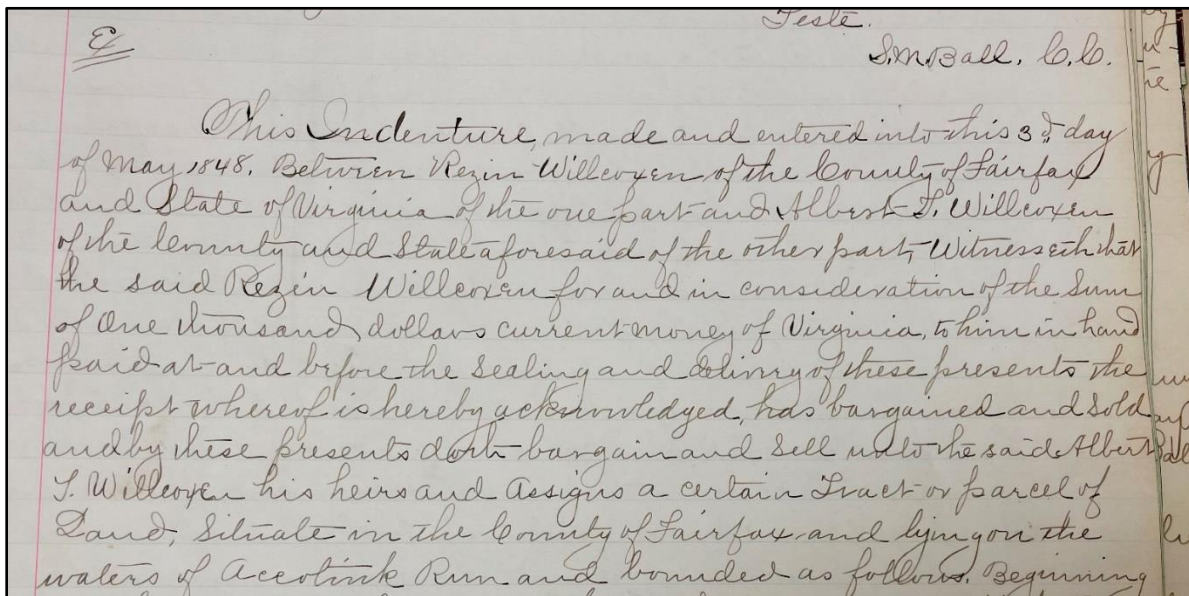 Teste.
S.M. Ball. C.C.
Ex
This Indenture, made and entered into this 3.d day
of May 1848. Between Rezin Willcoxen of the County of Fairfax
and State of Virginia of the one part and Albert T. Willcoxen
of the County and State aforesaid of the other part, Witnesseth that
the said Rezin Willcoxen for and in consideration of the Sum
of One thousand dollars current money of Virginia, to him in hand
paid at and before the Sealing and delivery of these presents the
receipt whereof is hereby acknowledged, has bargained and Sold
and by these presents doth bargain and Sell unto the said Albert
T. Willcoxen his heirs and Assigns a certain Tract or parcel of
Land, Situate in the County of Fairfax and lying on the
waters of Accotink Run and bounded as follows. Beginning